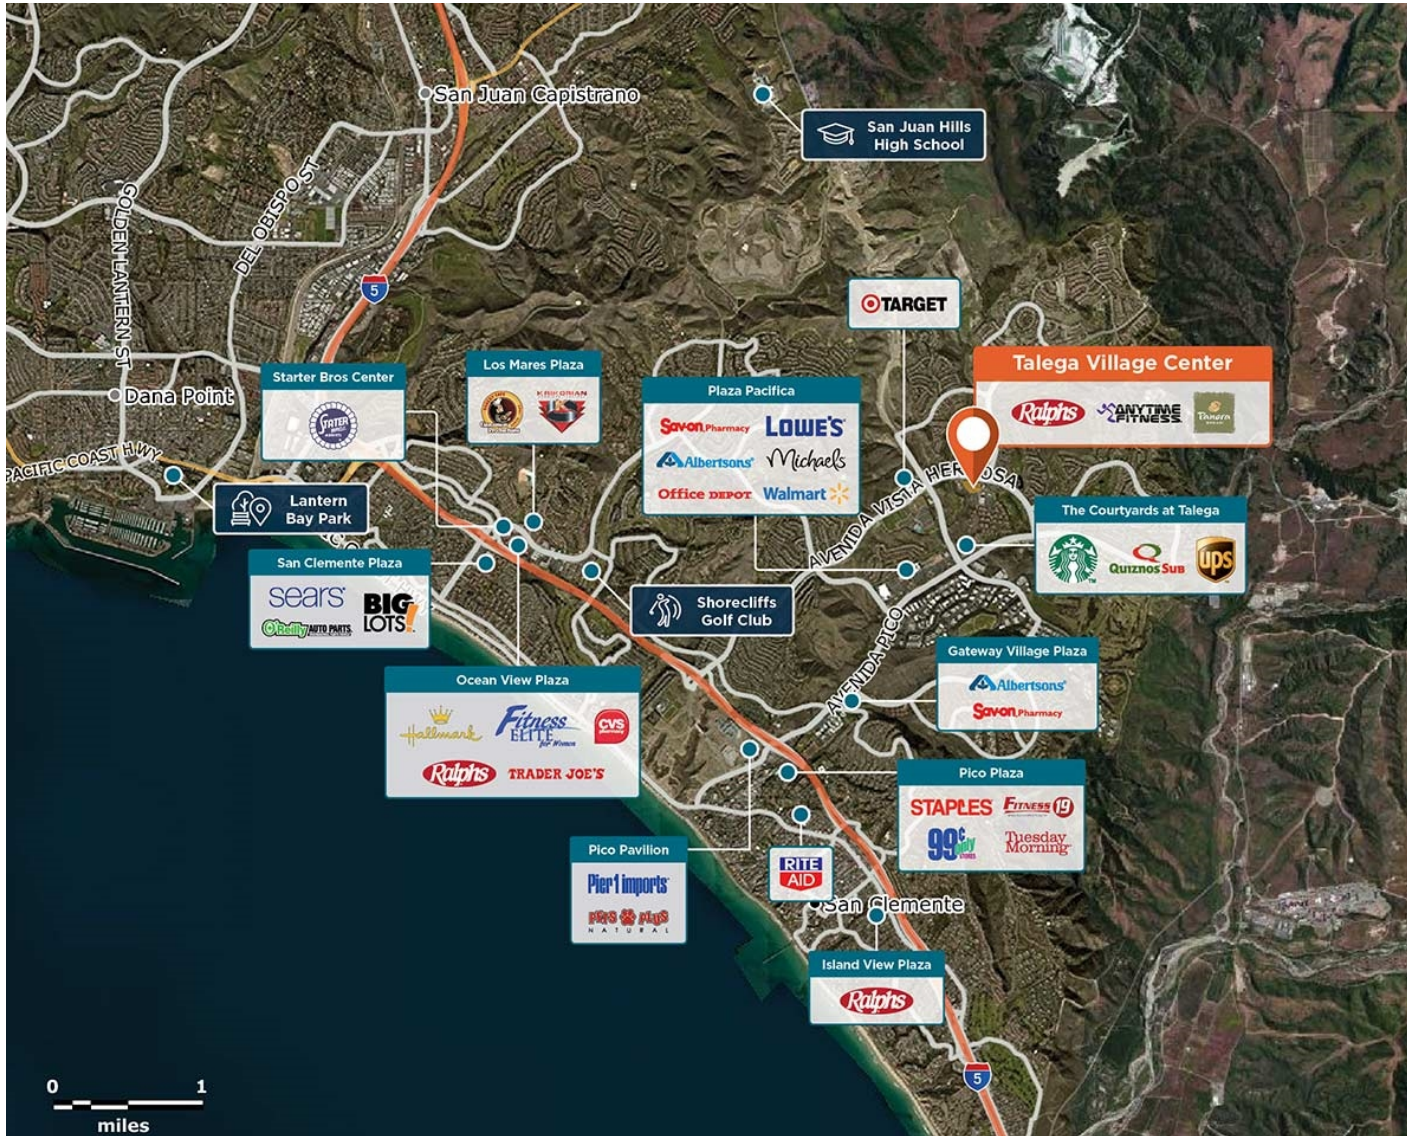 San Juan Capistrano
San Juan Hills
High School
GOLDEN LANTERN ST
DEL OBISPO ST
5
TARGET
Talega Village Center
Ralphs
ANYTIME
FITNESS
Panera
BREAD
Starter Bros Center
STATER
BROS
Los Mares Plaza
KRIKORIAN
Plaza Pacifica
Sav-on Pharmacy
LOWE'S
Albertsons
Michaels
Office DEPOT
Walmart
Dana Point
PACIFIC COAST HWY
Lantern
Bay Park
AVENIDA VISTA HERMOSA
The Courtyards at Talega
QUIZNOS SUB
ups
San Clemente Plaza
sears
BIG
LOTS!
O'Reilly AUTO PARTS
Shorecliffs
Golf Club
AVENIDA PICO
Gateway Village Plaza
Albertsons
Sav-on Pharmacy
Ocean View Plaza
Hallmark
Fitness
ELITE
for Women
CVS
pharmacy
Ralphs
TRADER JOE'S
Pico Plaza
STAPLES
FITNESS 19
99¢ only
STORES
Tuesday
Morning
Pico Pavilion
Pier 1 imports
PETS PLUS
NATURAL
RITE
AID
San Clemente
Island View Plaza
Ralphs
5
0 1
miles